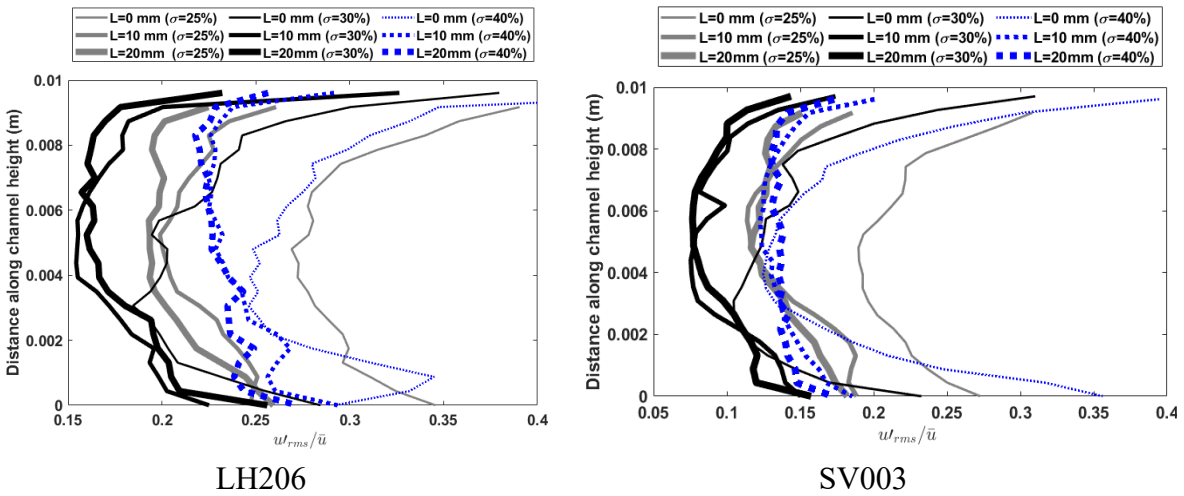 L=0 mm (σ=25%) L=0 mm (σ=30%) L=0 mm (σ=40%)
L=10 mm (σ=25%) L=10 mm (σ=30%) L=10 mm (σ=40%)
L=20mm (σ=25%) L=20mm (σ=30%) L=20 mm (σ=40%)
Distance along channel height (m)
0.01
0.008
0.006
0.004
0.002
0
0.15 0.2 0.25 0.3 0.35 0.4
u′rms/ū
LH206
L=0 mm (σ=25%) L=0 mm (σ=30%) L=0 mm (σ=40%)
L=10 mm (σ=25%) L=10 mm (σ=30%) L=10 mm (σ=40%)
L=20mm (σ=25%) L=20mm (σ=30%) L=20 mm (σ=40%)
Distance along channel height (m)
0.01
0.008
0.006
0.004
0.002
0
0.05 0.1 0.15 0.2 0.25 0.3 0.35 0.4
u′rms/ū
SV003